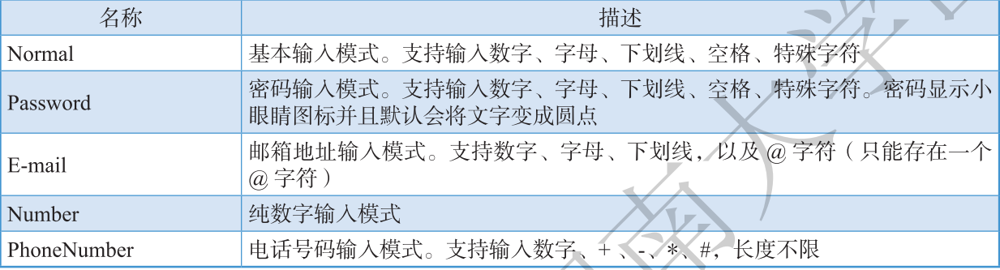 名称 描述
Normal 基本输入模式。支持输入数字、字母、下划线、空格、特殊字符
Password 密码输入模式。支持输入数字、字母、下划线、空格、特殊字符。密码显示小
眼睛图标并且默认会将文字变成圆点
E-mail 邮箱地址输入模式。支持数字、字母、下划线，以及 @ 字符（只能存在一个
@ 字符）
Number 纯数字输入模式
PhoneNumber 电话号码输入模式。支持输入数字、+ 、-、*、#，长度不限
南大学